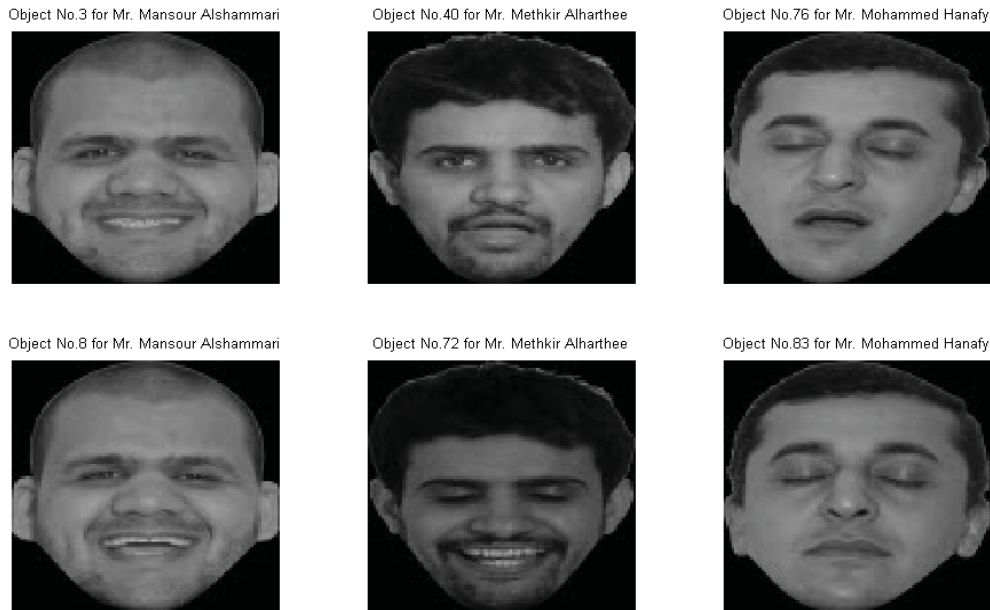 Object No.3 for Mr. Mansour Alshammari
Object No.40 for Mr. Methkir Alharthee
Object No.76 for Mr. Mohammed Hanafy
Object No.8 for Mr. Mansour Alshammari
Object No.72 for Mr. Methkir Alharthee
Object No.83 for Mr. Mohammed Hanafy